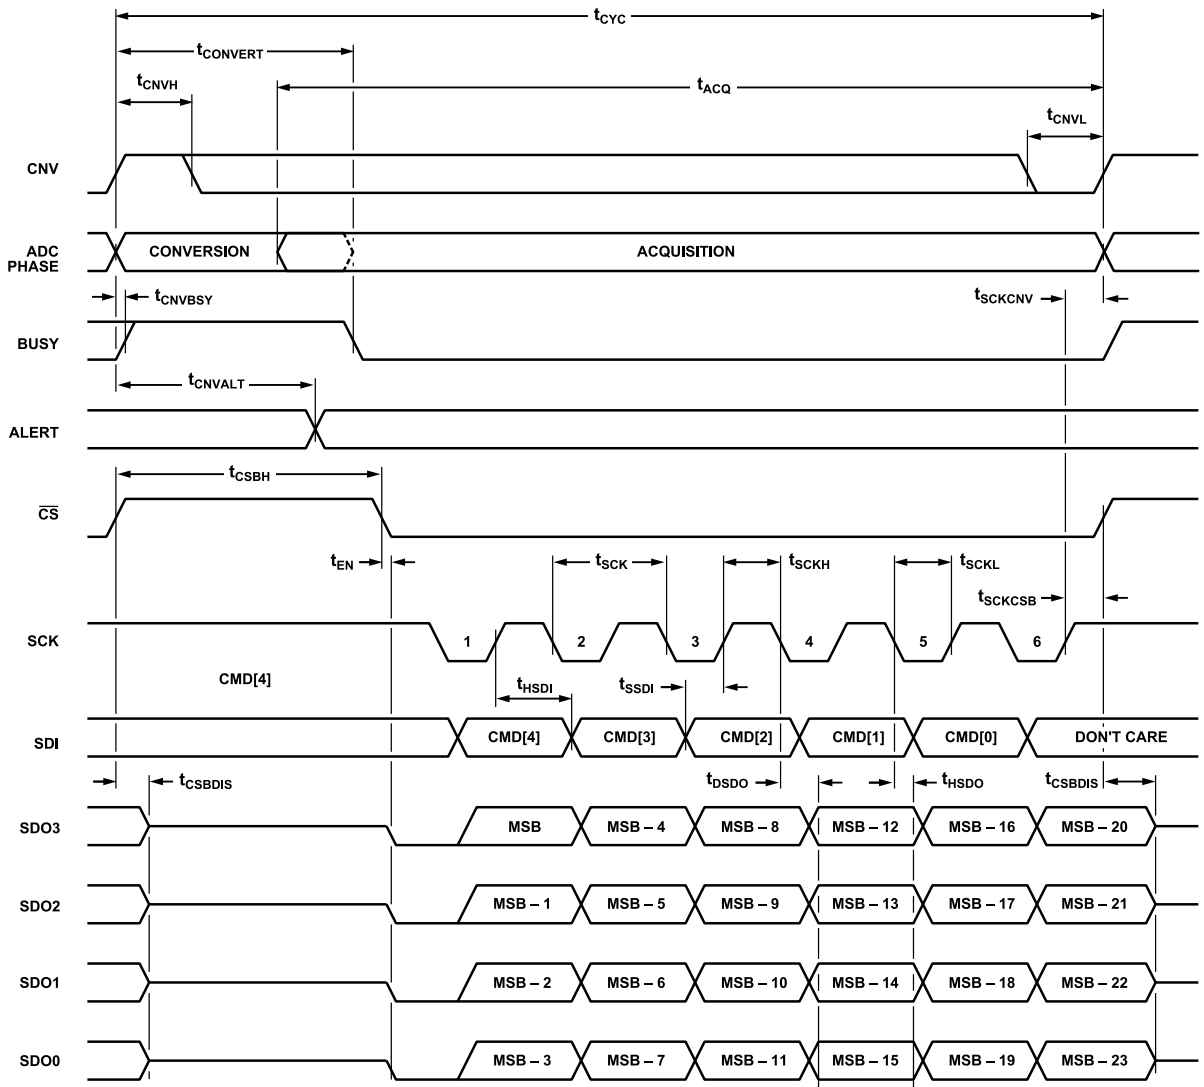 tCYC
tCONVERT
tCNVH
tACQ
tCNVL
CNV
ADC PHASE
CONVERSION
ACQUISITION
tCNVBSY
tSCKCNV
BUSY
tCNVALT
ALERT
tCSBH
CS
tEN
tSCK
tSCKH
tSCKL
tSCKCSB
SCK
1 2 3 4 5 6
CMD[4]
tHSDI
tSSDI
SDI
CMD[4] CMD[3] CMD[2] CMD[1] CMD[0] DON'T CARE
tCSBDIS
tDSDO
tHSDO
tCSBDIS
SDO3 MSB MSB – 4 MSB – 8 MSB – 12 MSB – 16 MSB – 20
SDO2 MSB – 1 MSB – 5 MSB – 9 MSB – 13 MSB – 17 MSB – 21
SDO1 MSB – 2 MSB – 6 MSB – 10 MSB – 14 MSB – 18 MSB – 22
SDO0 MSB – 3 MSB – 7 MSB – 11 MSB – 15 MSB – 19 MSB – 23